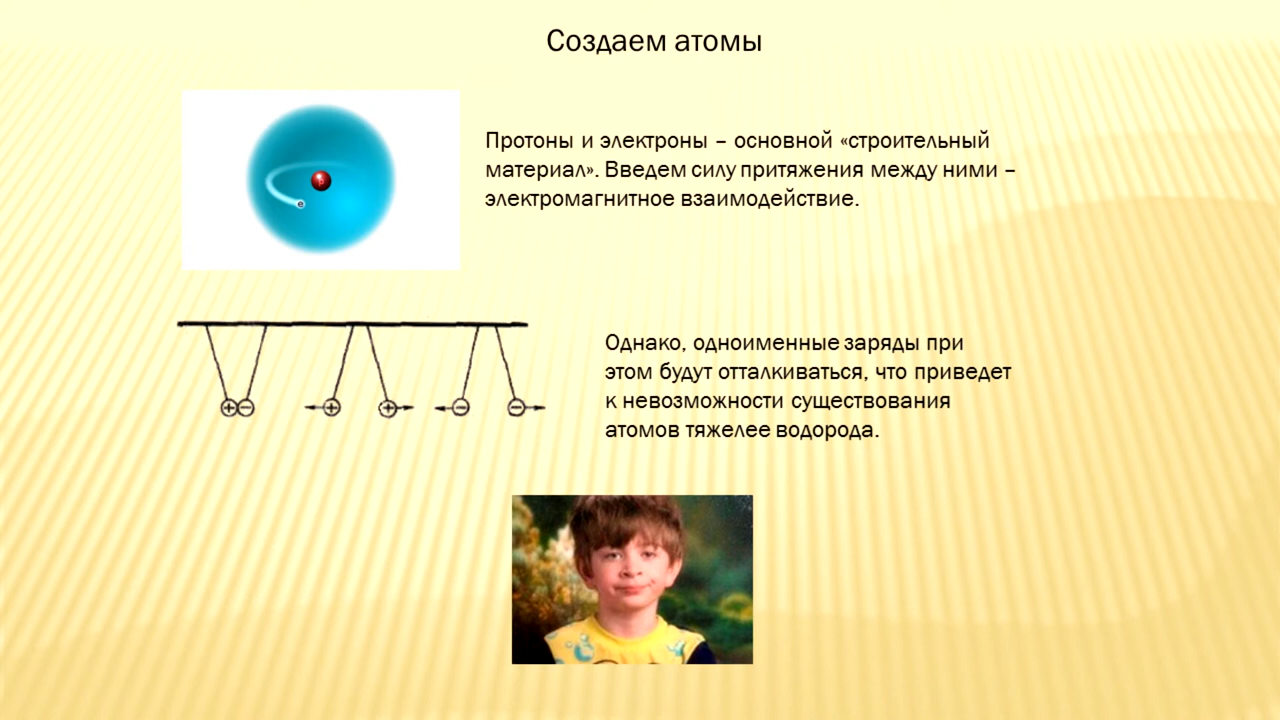 Создаем атомы
Протоны и электроны – основной «строительный
материал». Введем силу притяжения между ними –
электромагнитное взаимодействие.
p
e
Однако, одноименные заряды при
этом будут отталкиваться, что приведет
к невозможности существования
атомов тяжелее водорода.
+ − + + − −